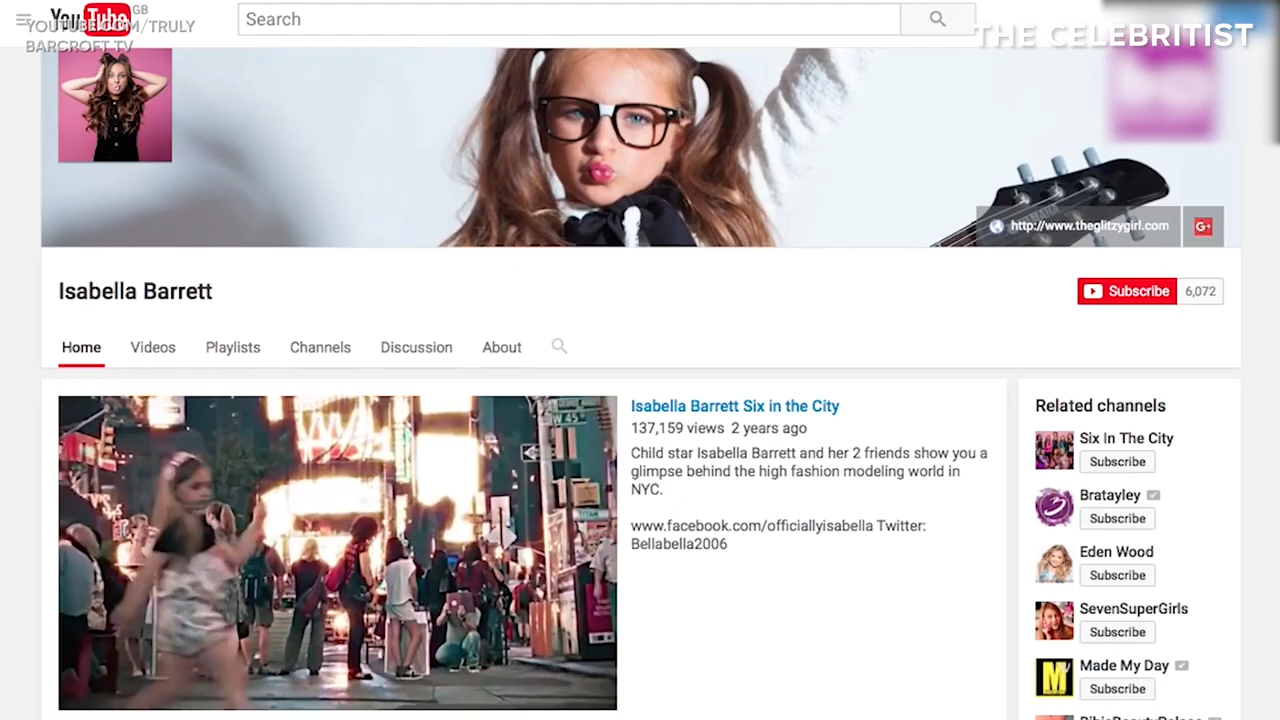 YouTube GB
YOUTUBE.COM/TRULY
BARCROFT TV
Search
THE CELEBRITIST
http://www.theglitzygirl.com
G+
Isabella Barrett
Subscribe 6,072
Home Videos Playlists Channels Discussion About
W 45
Isabella Barrett Six in the City
137,159 views 2 years ago
Child star Isabella Barrett and her 2 friends show you a
glimpse behind the high fashion modeling world in
NYC.
www.facebook.com/officiallyisabella Twitter:
Bellabella2006
Related channels
Six In The City
Subscribe
Bratayley
Subscribe
Eden Wood
Subscribe
SevenSuperGirls
Subscribe
M
Made My Day
Subscribe